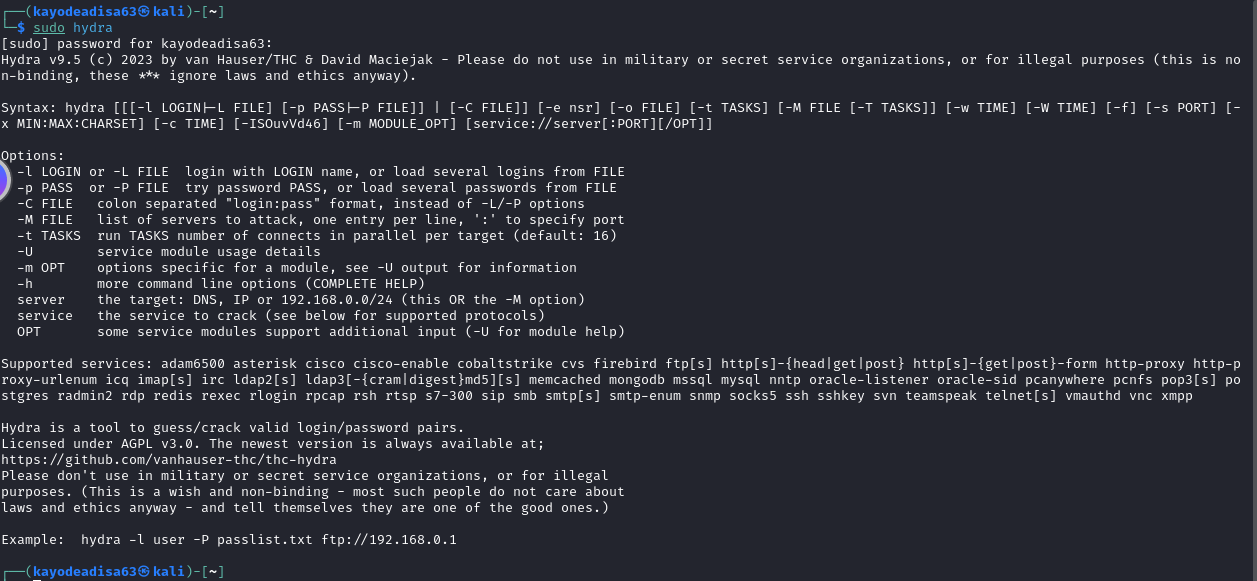 ┌──(kayodeadisa63㉿kali)-[~]
└─$ sudo hydra
[sudo] password for kayodeadisa63:
Hydra v9.5 (c) 2023 by van Hauser/THC & David Maciejak - Please do not use in military or secret service organizations, or for illegal purposes (this is no
n-binding, these *** ignore laws and ethics anyway).
Syntax: hydra [[[-l LOGIN|-L FILE] [-p PASS|-P FILE]] | [-C FILE]] [-e nsr] [-o FILE] [-t TASKS] [-M FILE [-T TASKS]] [-w TIME] [-W TIME] [-f] [-s PORT] [-
x MIN:MAX:CHARSET] [-c TIME] [-ISOuvVd46] [-m MODULE_OPT] [service://server[:PORT][/OPT]]
Options:
-l LOGIN or -L FILE  login with LOGIN name, or load several logins from FILE
-p PASS  or -P FILE  try password PASS, or load several passwords from FILE
-C FILE   colon separated "login:pass" format, instead of -L/-P options
-M FILE   list of servers to attack, one entry per line, ':' to specify port
-t TASKS  run TASKS number of connects in parallel per target (default: 16)
-U        service module usage details
-m OPT    options specific for a module, see -U output for information
-h        more command line options (COMPLETE HELP)
server    the target: DNS, IP or 192.168.0.0/24 (this OR the -M option)
service   the service to crack (see below for supported protocols)
OPT       some service modules support additional input (-U for module help)
Supported services: adam6500 asterisk cisco cisco-enable cobaltstrike cvs firebird ftp[s] http[s]-{head|get|post} http[s]-{get|post}-form http-proxy http-p
roxy-urlenum icq imap[s] irc ldap2[s] ldap3[-{cram|digest}md5][s] memcached mongodb mssql mysql nntp oracle-listener oracle-sid pcanywhere pcnfs pop3[s] po
stgres radmin2 rdp redis rexec rlogin rpcap rsh rtsp s7-300 sip smb smtp[s] smtp-enum snmp socks5 ssh sshkey svn teamspeak telnet[s] vmauthd vnc xmpp
Hydra is a tool to guess/crack valid login/password pairs.
Licensed under AGPL v3.0. The newest version is always available at;
https://github.com/vanhauser-thc/thc-hydra
Please don't use in military or secret service organizations, or for illegal
purposes. (This is a wish and non-binding - most such people do not care about
laws and ethics anyway - and tell themselves they are one of the good ones.)
Example:  hydra -l user -P passlist.txt ftp://192.168.0.1
┌──(kayodeadisa63㉿kali)-[~]